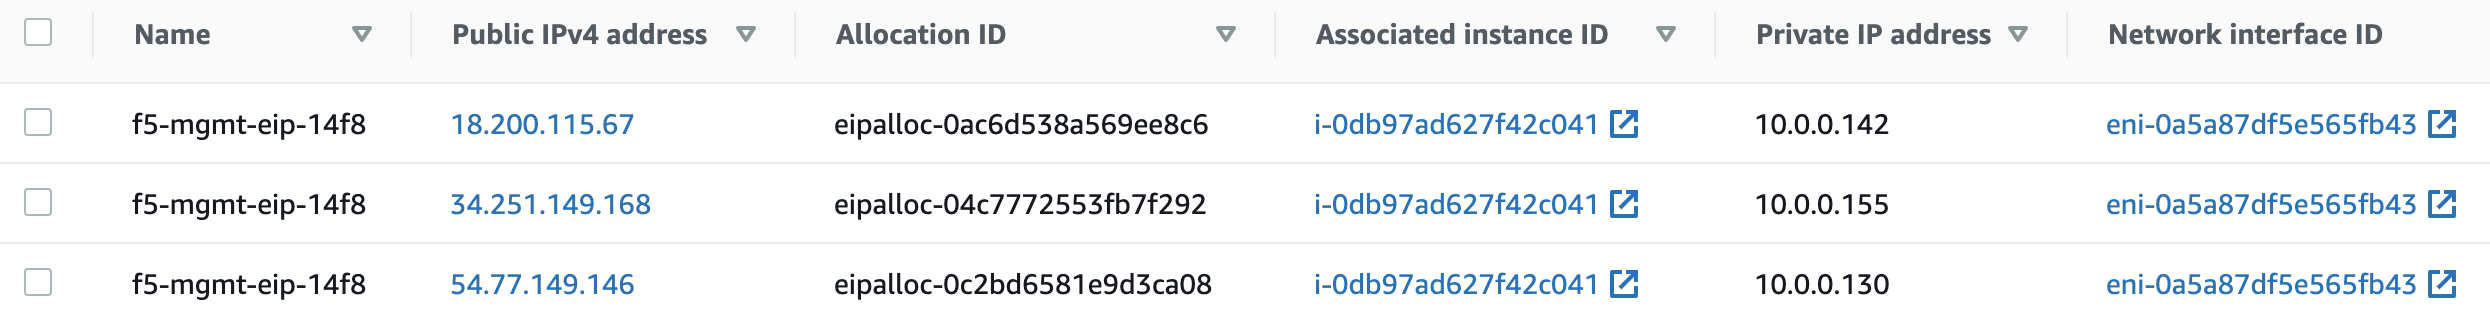 Name Public IPv4 address Allocation ID Associated instance ID Private IP address Network interface ID
f5-mgmt-eip-14f8 18.200.115.67 eipalloc-0ac6d538a569ee8c6 i-0db97ad627f42c041 10.0.0.142 eni-0a5a87df5e565fb43
f5-mgmt-eip-14f8 34.251.149.168 eipalloc-04c7772553fb7f292 i-0db97ad627f42c041 10.0.0.155 eni-0a5a87df5e565fb43
f5-mgmt-eip-14f8 54.77.149.146 eipalloc-0c2bd6581e9d3ca08 i-0db97ad627f42c041 10.0.0.130 eni-0a5a87df5e565fb43